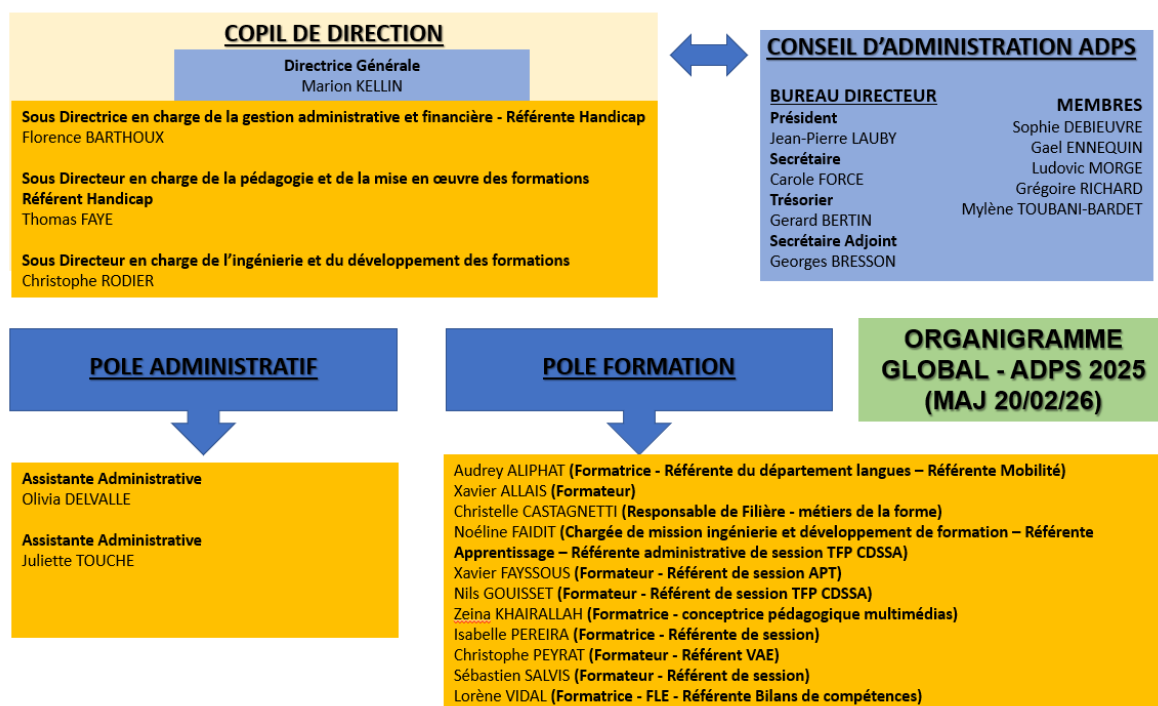 COPIL DE DIRECTION
Directrice Générale
Marion KELLIN
Sous Directrice en charge de la gestion administrative et financière - Référente Handicap
Florence BARTHOUX
Sous Directeur en charge de la pédagogie et de la mise en œuvre des formations
Référent Handicap
Thomas FAYE
Sous Directeur en charge de l’ingénierie et du développement des formations
Christophe RODIER
CONSEIL D’ADMINISTRATION ADPS
BUREAU DIRECTEUR
Président
Jean-Pierre LAUBY
Secrétaire
Carole FORCE
Trésorier
Gerard BERTIN
Secrétaire Adjoint
Georges BRESSON
MEMBRES
Sophie DEBIEUVRE
Gael ENNEQUIN
Ludovic MORGE
Grégoire RICHARD
Mylène TOUBANI-BARDET
POLE ADMINISTRATIF
POLE FORMATION
ORGANIGRAMME
GLOBAL - ADPS 2025
(MAJ 20/02/26)
Assistante Administrative
Olivia DELVALLE
Assistante Administrative
Juliette TOUCHE
Audrey ALIPHAT (Formatrice - Référente du département langues – Référente Mobilité)
Xavier ALLAIS (Formateur)
Christelle CASTAGNETTI (Responsable de Filière - métiers de la forme)
Noéline FAIDIT (Chargée de mission ingénierie et développement de formation – Référente
Apprentissage – Référente administrative de session TFP CDSSA)
Xavier FAYSSOUS (Formateur - Référent de session APT)
Nils GOUISSET (Formateur - Référent de session TFP CDSSA)
Zeina KHAIRALLAH (Formatrice - conceptrice pédagogique multimédias)
Isabelle PEREIRA (Formatrice - Référente de session)
Christophe PEYRAT (Formateur - Référent VAE)
Sébastien SALVIS (Formateur - Référent de session)
Lorène VIDAL (Formatrice - FLE - Référente Bilans de compétences)